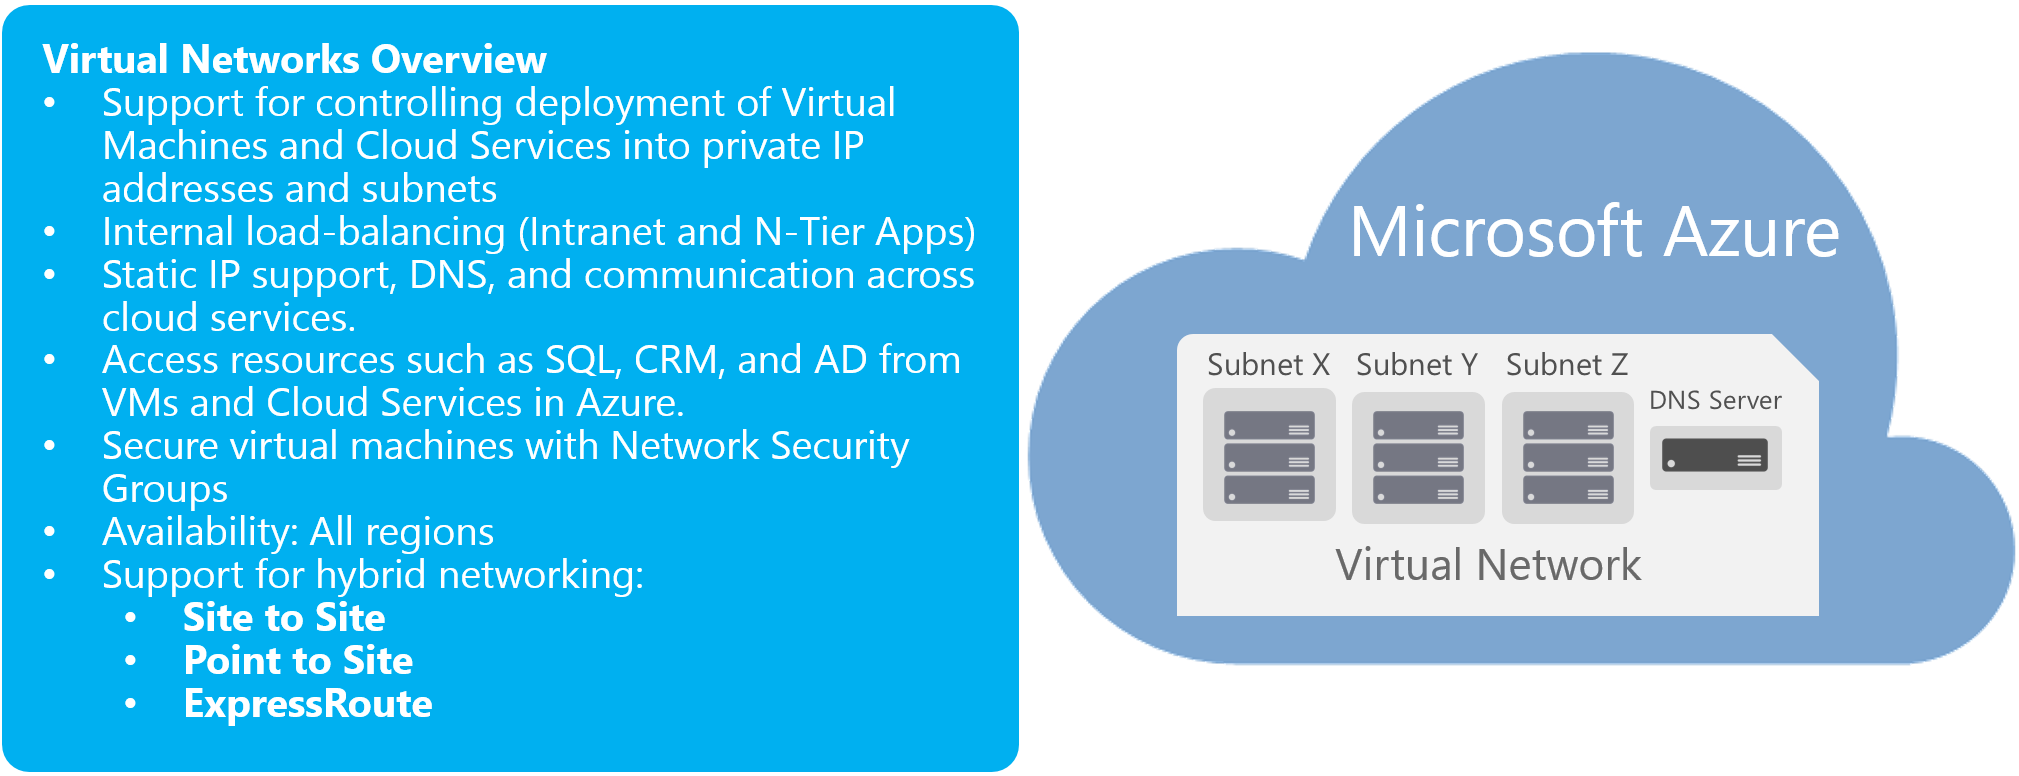 Virtual Networks Overview
• Support for controlling deployment of Virtual
Machines and Cloud Services into private IP
addresses and subnets
• Internal load-balancing (Intranet and N-Tier Apps)
• Static IP support, DNS, and communication across
cloud services.
• Access resources such as SQL, CRM, and AD from
VMs and Cloud Services in Azure.
• Secure virtual machines with Network Security
Groups
• Availability: All regions
• Support for hybrid networking:
• Site to Site
• Point to Site
• ExpressRoute
Microsoft Azure
Subnet X
Subnet Y
Subnet Z
DNS Server
Virtual Network